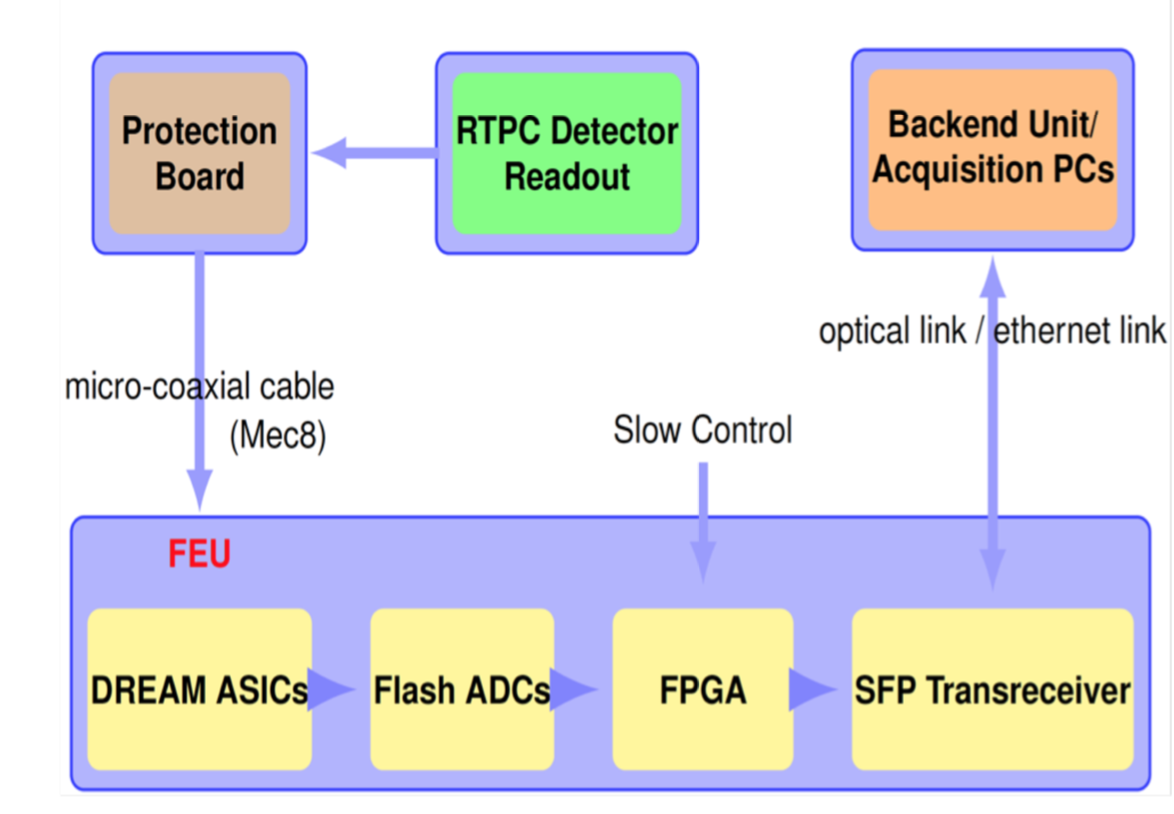 Protection
Board
RTPC Detector
Readout
Backend Unit/
Acquisition PCs
optical link / ethernet link
micro-coaxial cable
(Mec8)
Slow Control
FEU
DREAM ASICs
Flash ADCs
FPGA
SFP Transreceiver